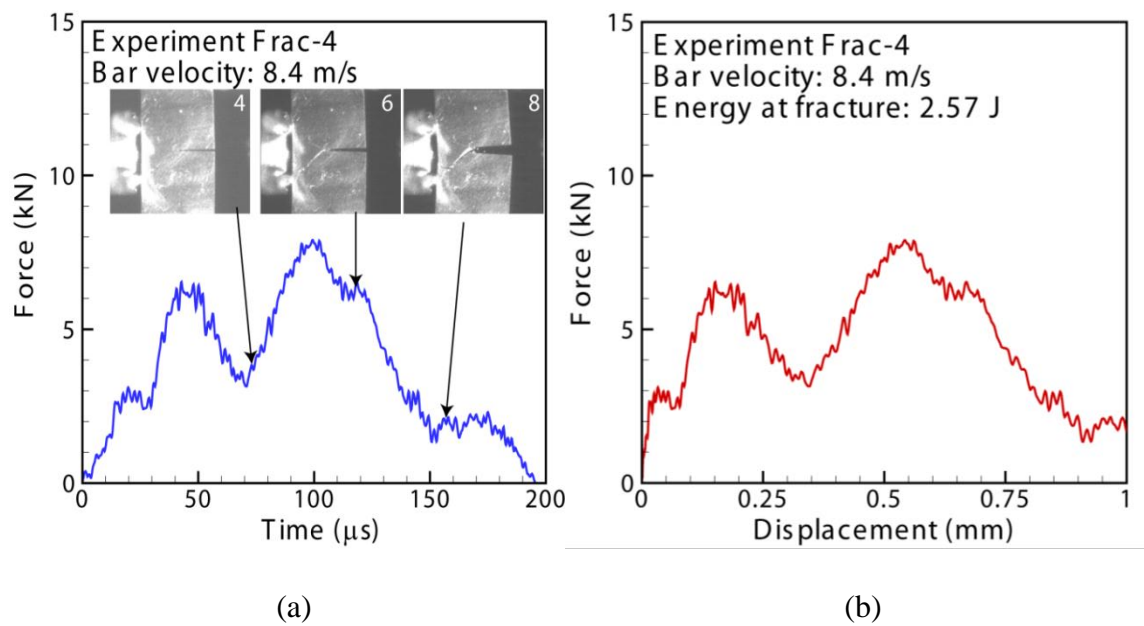 15
Experiment Frac-4
Bar velocity: 8.4 m/s
4
6
8
10
5
0
Force (kN)
0
50
100
150
200
Time (μs)
(a)
15
Experiment Frac-4
Bar velocity: 8.4 m/s
Energy at fracture: 2.57 J
10
5
0
Force (kN)
0
0.25
0.5
0.75
1
Displacement (mm)
(b)